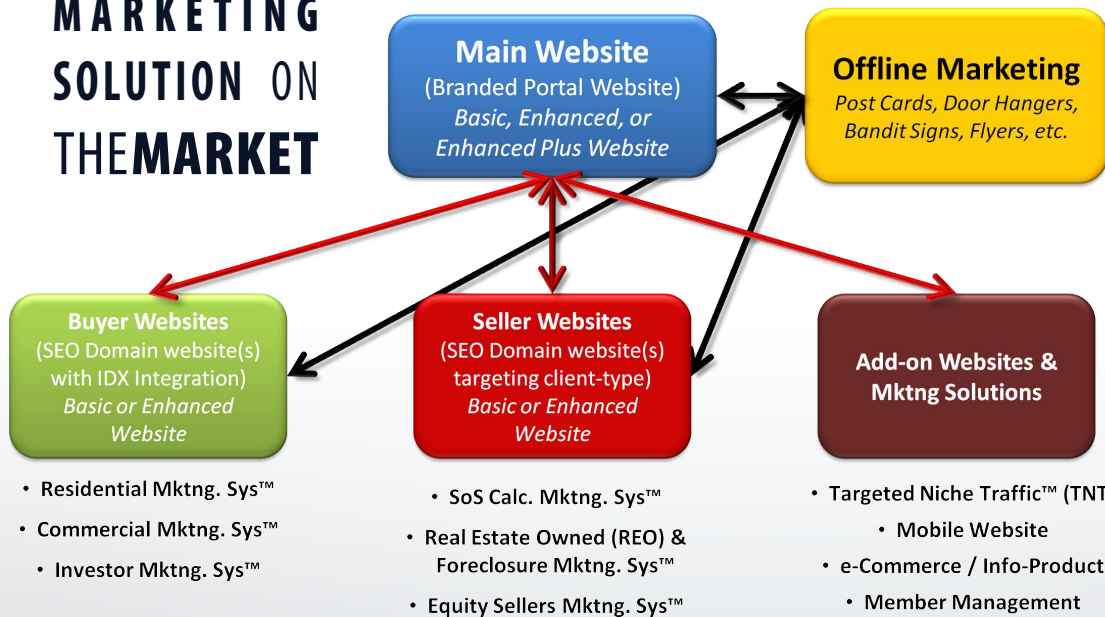 MARKETING
SOLUTION ON
THEMARKET
Main Website
(Branded Portal Website)
Basic, Enhanced, or
Enhanced Plus Website
Offline Marketing
Post Cards, Door Hangers,
Bandit Signs, Flyers, etc.
Buyer Websites
(SEO Domain website(s)
with IDX Integration)
Basic or Enhanced
Website
Seller Websites
(SEO Domain website(s)
targeting client-type)
Basic or Enhanced
Website
Add-on Websites &
Mktng Solutions
• Residential Mktng. Sys™
• Commercial Mktng. Sys™
• Investor Mktng. Sys™
• SoS Calc. Mktng. Sys™
• Real Estate Owned (REO) &
Foreclosure Mktng. Sys™
• Equity Sellers Mktng. Sys™
• Targeted Niche Traffic™ (TNT
• Mobile Website
• e-Commerce / Info-Product
• Member Management